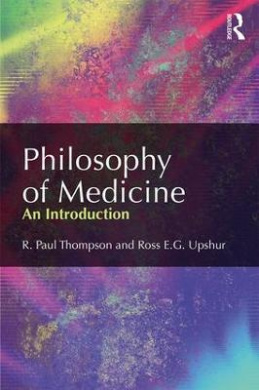 R
ROUTLEDGE
Philosophy
of Medicine
An Introduction
R. Paul Thompson and Ross E.G. Upshur